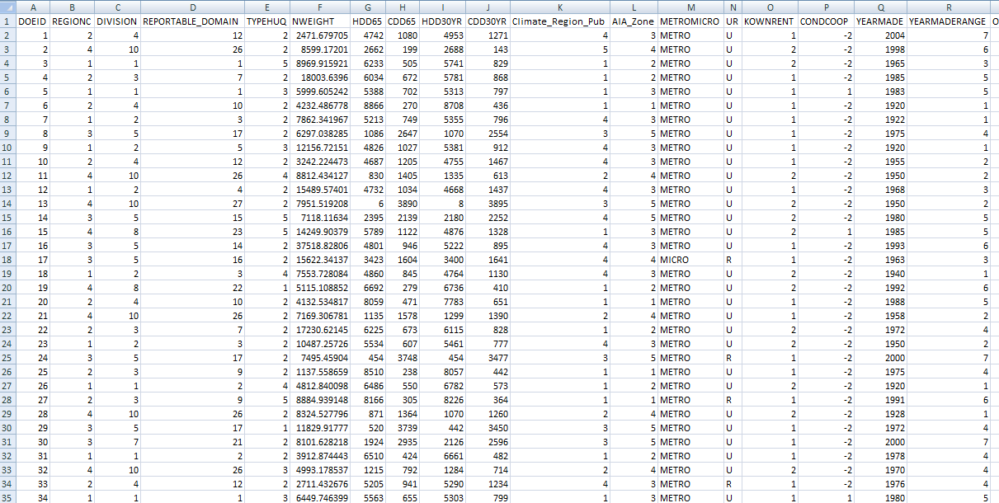 A B C D E F G H I J K L M N O P Q R
1 DOEID REGIONC DIVISION REPORTABLE_DOMAIN TYPEHUQ NWEIGHT HDD65 CDD65 HDD30YR CDD30YR Climate_Region_Pub AIA_Zone METROMICRO UR KOWNRENT CONDCOOP YEARMADE YEARMADERANGE O
2 1 2 4 12 2 2471.679705 4742 1080 4953 1271 4 3 METRO U 1 -2 2004 7
3 2 4 10 26 2 8599.17201 2662 199 2688 143 5 4 METRO U 2 -2 1998 6
4 3 1 1 1 5 8969.915921 6233 505 5741 829 1 2 METRO U 2 -2 1965 3
5 4 2 3 7 2 18003.6396 6034 672 5781 868 1 2 METRO U 1 -2 1985 5
6 5 1 1 1 3 5999.605242 5388 702 5313 797 1 3 METRO U 1 1 1983 5
7 6 2 4 10 2 4232.486778 8866 270 8708 436 1 1 METRO U 1 -2 1920 1
8 7 1 2 3 2 7862.341967 5213 749 5355 796 4 3 METRO U 1 -2 1922 1
9 8 3 5 17 2 6297.038285 1086 2647 1070 2554 3 5 METRO U 1 -2 1975 4
10 9 1 2 5 3 12156.72151 4826 1027 5381 912 4 3 METRO U 1 -2 1920 1
11 10 2 4 12 2 3242.224473 4687 1205 4755 1467 4 3 METRO U 1 -2 1955 2
12 11 4 10 26 4 8812.434127 830 1405 1335 613 2 4 METRO U 2 -2 1950 2
13 12 1 2 4 2 15489.57401 4732 1034 4668 1437 4 3 METRO U 1 -2 1968 3
14 13 4 10 27 2 7951.519208 6 3890 8 3895 3 5 METRO U 2 -2 1950 2
15 14 3 5 15 5 7118.11634 2395 2139 2180 2252 4 5 METRO U 2 -2 1980 5
16 15 4 8 23 5 14249.90379 5789 1122 4876 1328 1 3 METRO U 2 1 1985 5
17 16 3 5 14 2 37518.82806 4801 946 5222 895 4 3 METRO U 1 -2 1993 6
18 17 3 5 16 2 15622.34137 3423 1604 3400 1641 4 4 MICRO R 1 -2 1963 3
19 18 1 2 3 4 7553.728084 4860 845 4764 1130 4 3 METRO U 2 -2 1940 1
20 19 4 8 22 1 5115.108852 6692 279 6736 410 1 2 METRO U 2 -2 1992 6
21 20 2 4 10 2 4132.534817 8059 471 7783 651 1 1 METRO U 1 -2 1988 5
22 21 4 10 26 2 7169.306781 1135 1578 1299 1390 2 4 METRO U 1 -2 1958 2
23 22 2 3 7 2 17230.62145 6225 673 6115 828 1 2 METRO U 2 -2 1972 4
24 23 1 2 3 2 10487.25726 5534 607 5461 777 4 3 METRO U 2 -2 1950 2
25 24 3 5 17 2 7495.45904 454 3748 454 3477 3 5 METRO R 1 -2 2000 7
26 25 2 3 9 2 1137.558659 8510 238 8057 442 1 1 METRO U 1 -2 1975 4
27 26 1 1 2 4 4812.840098 6486 550 6782 573 1 2 METRO U 2 -2 1920 1
28 27 2 3 9 5 8884.939148 8166 305 8226 364 1 1 METRO R 1 -2 1991 6
29 28 4 10 26 2 8324.527796 871 1364 1070 1260 2 4 METRO U 2 -2 1928 1
30 29 3 5 17 1 11829.91777 520 3739 442 3450 3 5 METRO U 1 -2 1972 4
31 30 3 7 21 2 8101.628218 1924 2935 2126 2596 3 5 METRO U 1 -2 2000 7
32 31 1 1 2 2 3912.874443 6510 424 6661 482 1 2 METRO U 1 -2 1978 4
33 32 4 10 26 3 4993.178537 1215 792 1284 714 2 4 METRO U 2 -2 1970 4
34 33 2 4 12 2 2711.432676 5205 941 5290 1234 4 3 METRO R 1 -2 1976 4
35 34 1 1 1 3 6449.746399 5563 655 5303 799 1 3 METRO U 1 1 1980 5